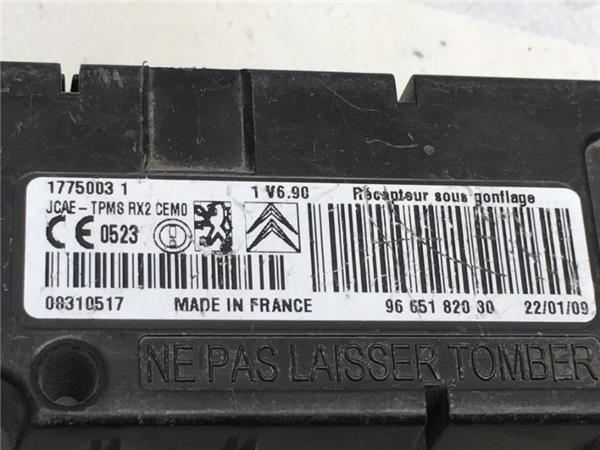 1775003 1 1 V6.90 Récepteur sous gonflage
JCAE-TPMS RX2 CEM0
CE 0523
08310517 MADE IN FRANCE 96 651 820 30 22/01/09
NE PAS LAISSER TOMBER